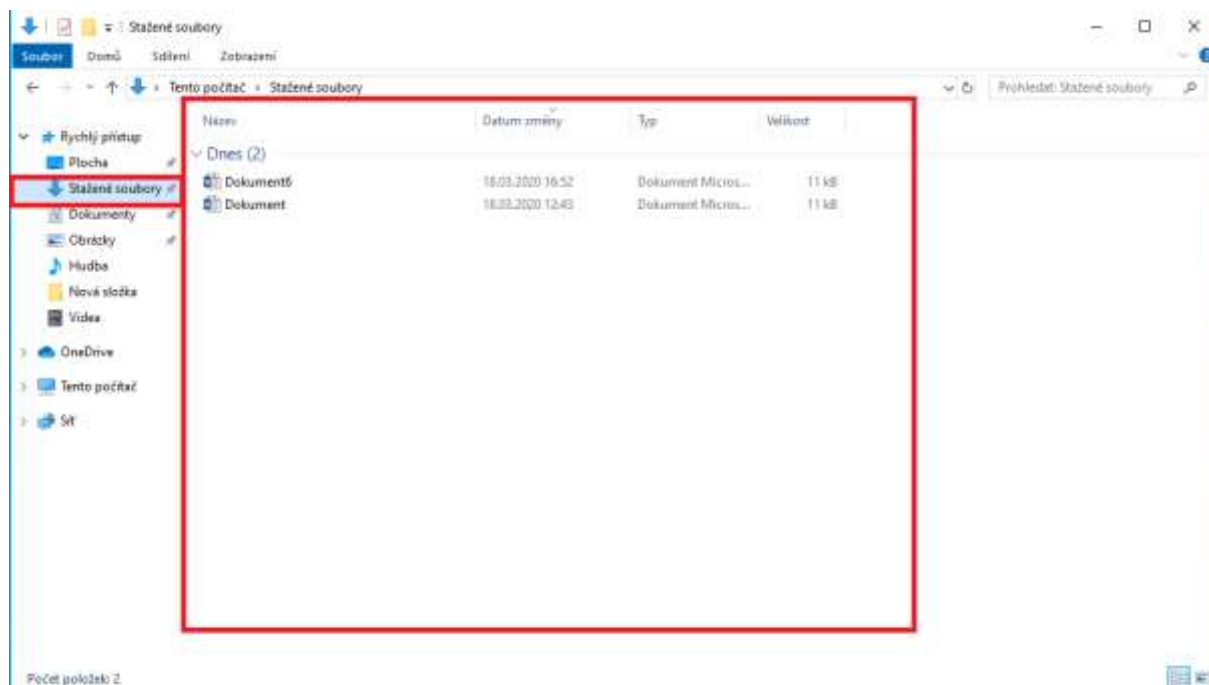 Stažené soubory
Soubor Domů Sdílení Zobrazení
Tento počítač › Stažené soubory Prohledat: Stažené soubory
Název Datum změny Typ Velikost
Rychlý přístup
Plocha
Stažené soubory
Dokumenty
Obrázky
Hudba
Nová složka
Videa
OneDrive
Tento počítač
Síť
Dnes (2)
Dokument6 18.03.2020 16:52 Dokument Micros... 11 kB
Dokument 18.03.2020 12:43 Dokument Micros... 11 kB
Počet položek: 2